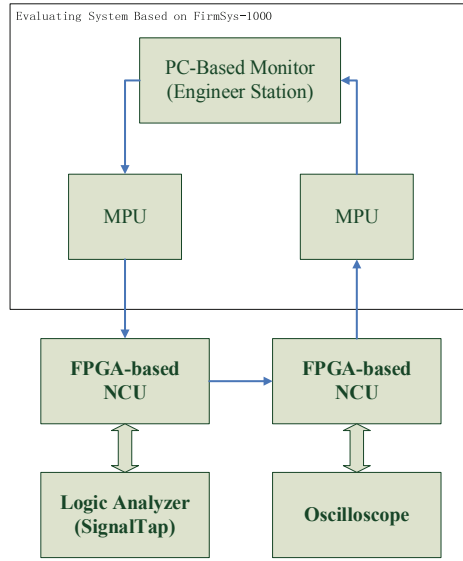 Evaluating System Based on FirmSys-1000
PC-Based Monitor
(Engineer Station)
MPU
MPU
FPGA-based
NCU
FPGA-based
NCU
Logic Analyzer
(SignalTap)
Oscilloscope